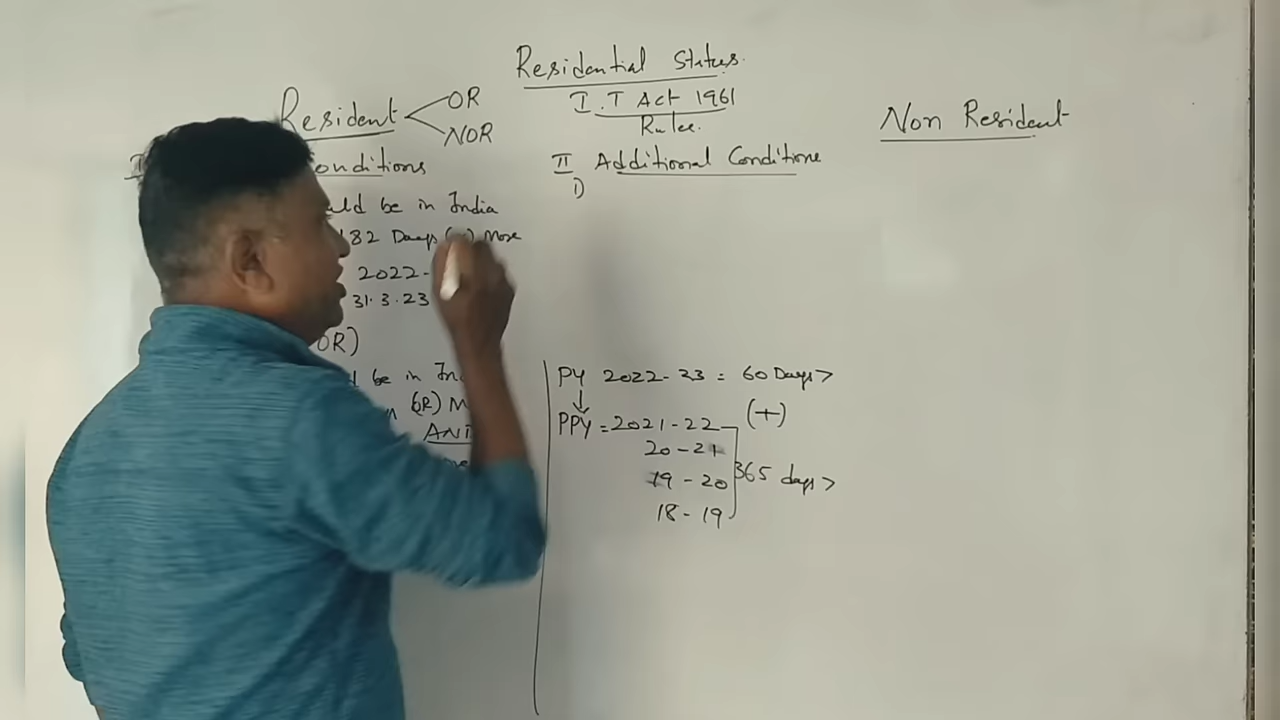 Residential Status.
I.T Act 1961
Rules.
Resident OR
NOR
Non Resident
onditions
uld be in India
182 Days More
2022-
31.3.23
OR)
d be in In
(OR) M
AN
II Additional Conditions
1)
PY 2022-23 = 60 Days >
(+)
PPY = 2021-22
20-21
19-20
18-19
365 days >